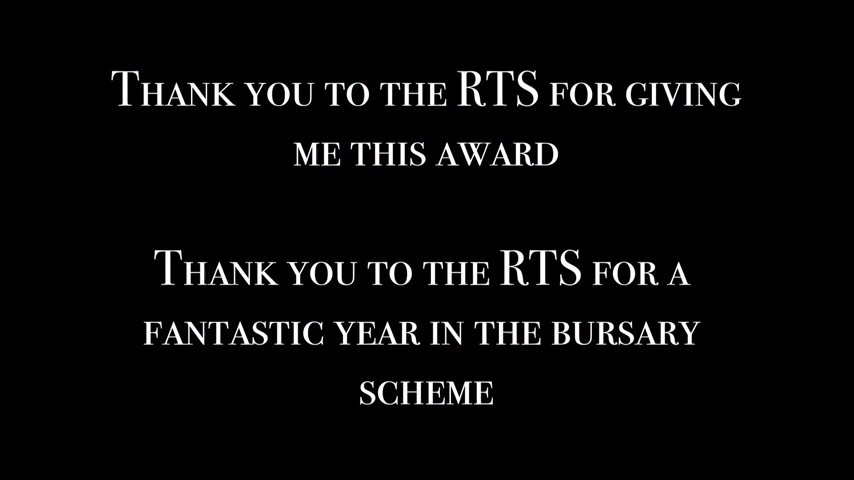 Thank you to the RTS for giving
me this award
Thank you to the RTS for a
fantastic year in the bursary
scheme